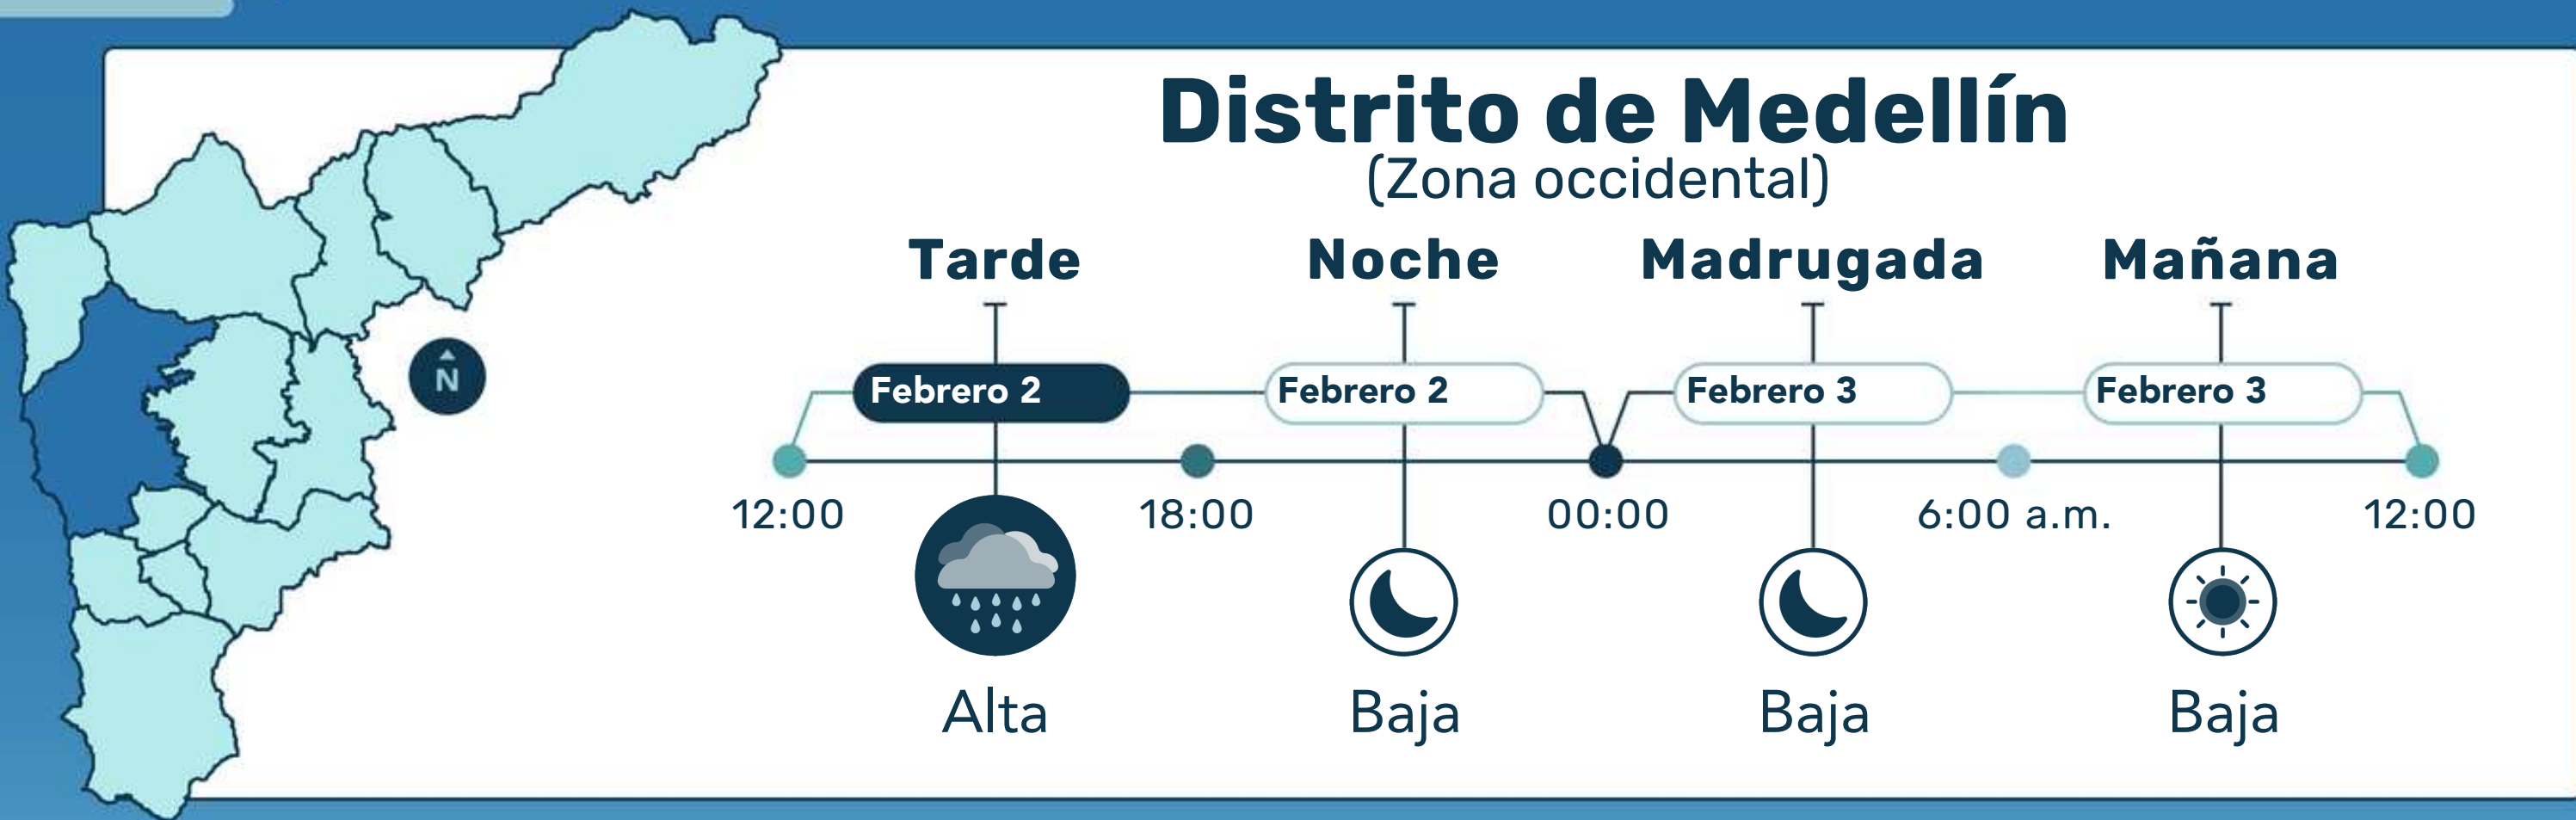 Distrito de Medellín
(Zona occidental)
Tarde Noche Madrugada Mañana
Febrero 2 Febrero 2 Febrero 3 Febrero 3
N
12:00 18:00 00:00 6:00 a.m. 12:00
Alta Baja Baja Baja